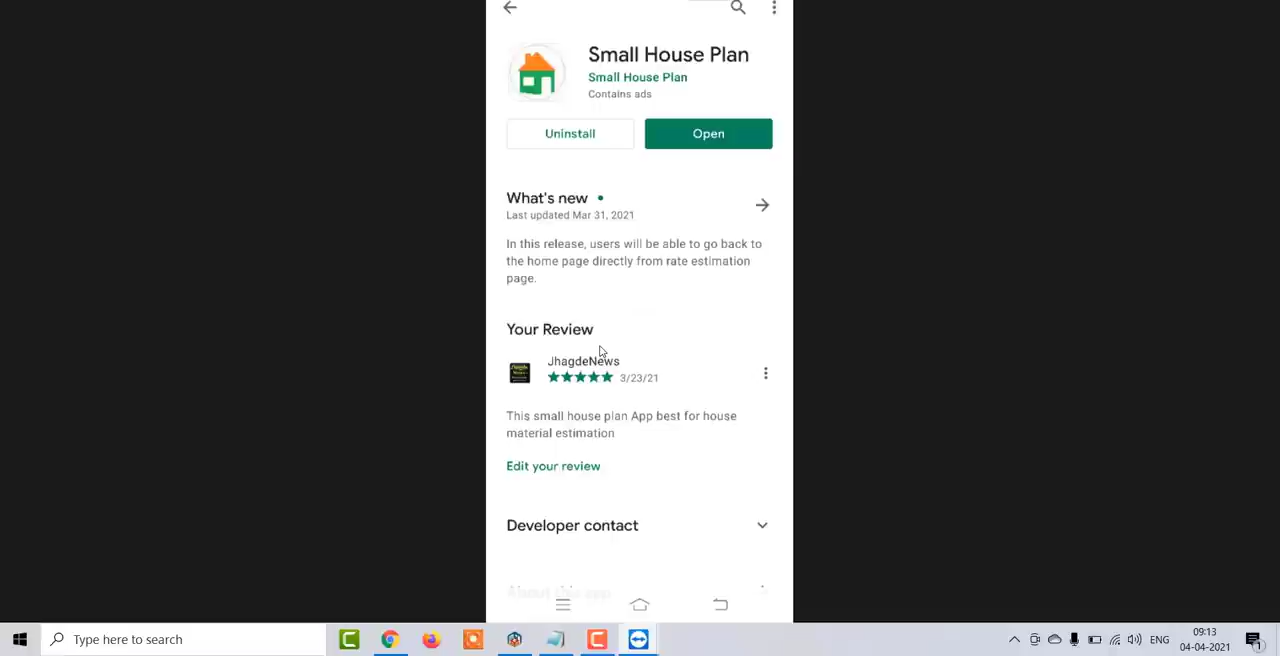 Small House Plan
Small House Plan
Contains ads
Uninstall
Open
What's new
Last updated Mar 31, 2021
In this release, users will be able to go back to
the home page directly from rate estimation
page.
Your Review
JhagdeNews
3/23/21
This small house plan App best for house
material estimation
Edit your review
Developer contact
About this app
Type here to search
ENG
09:13
04-04-2021